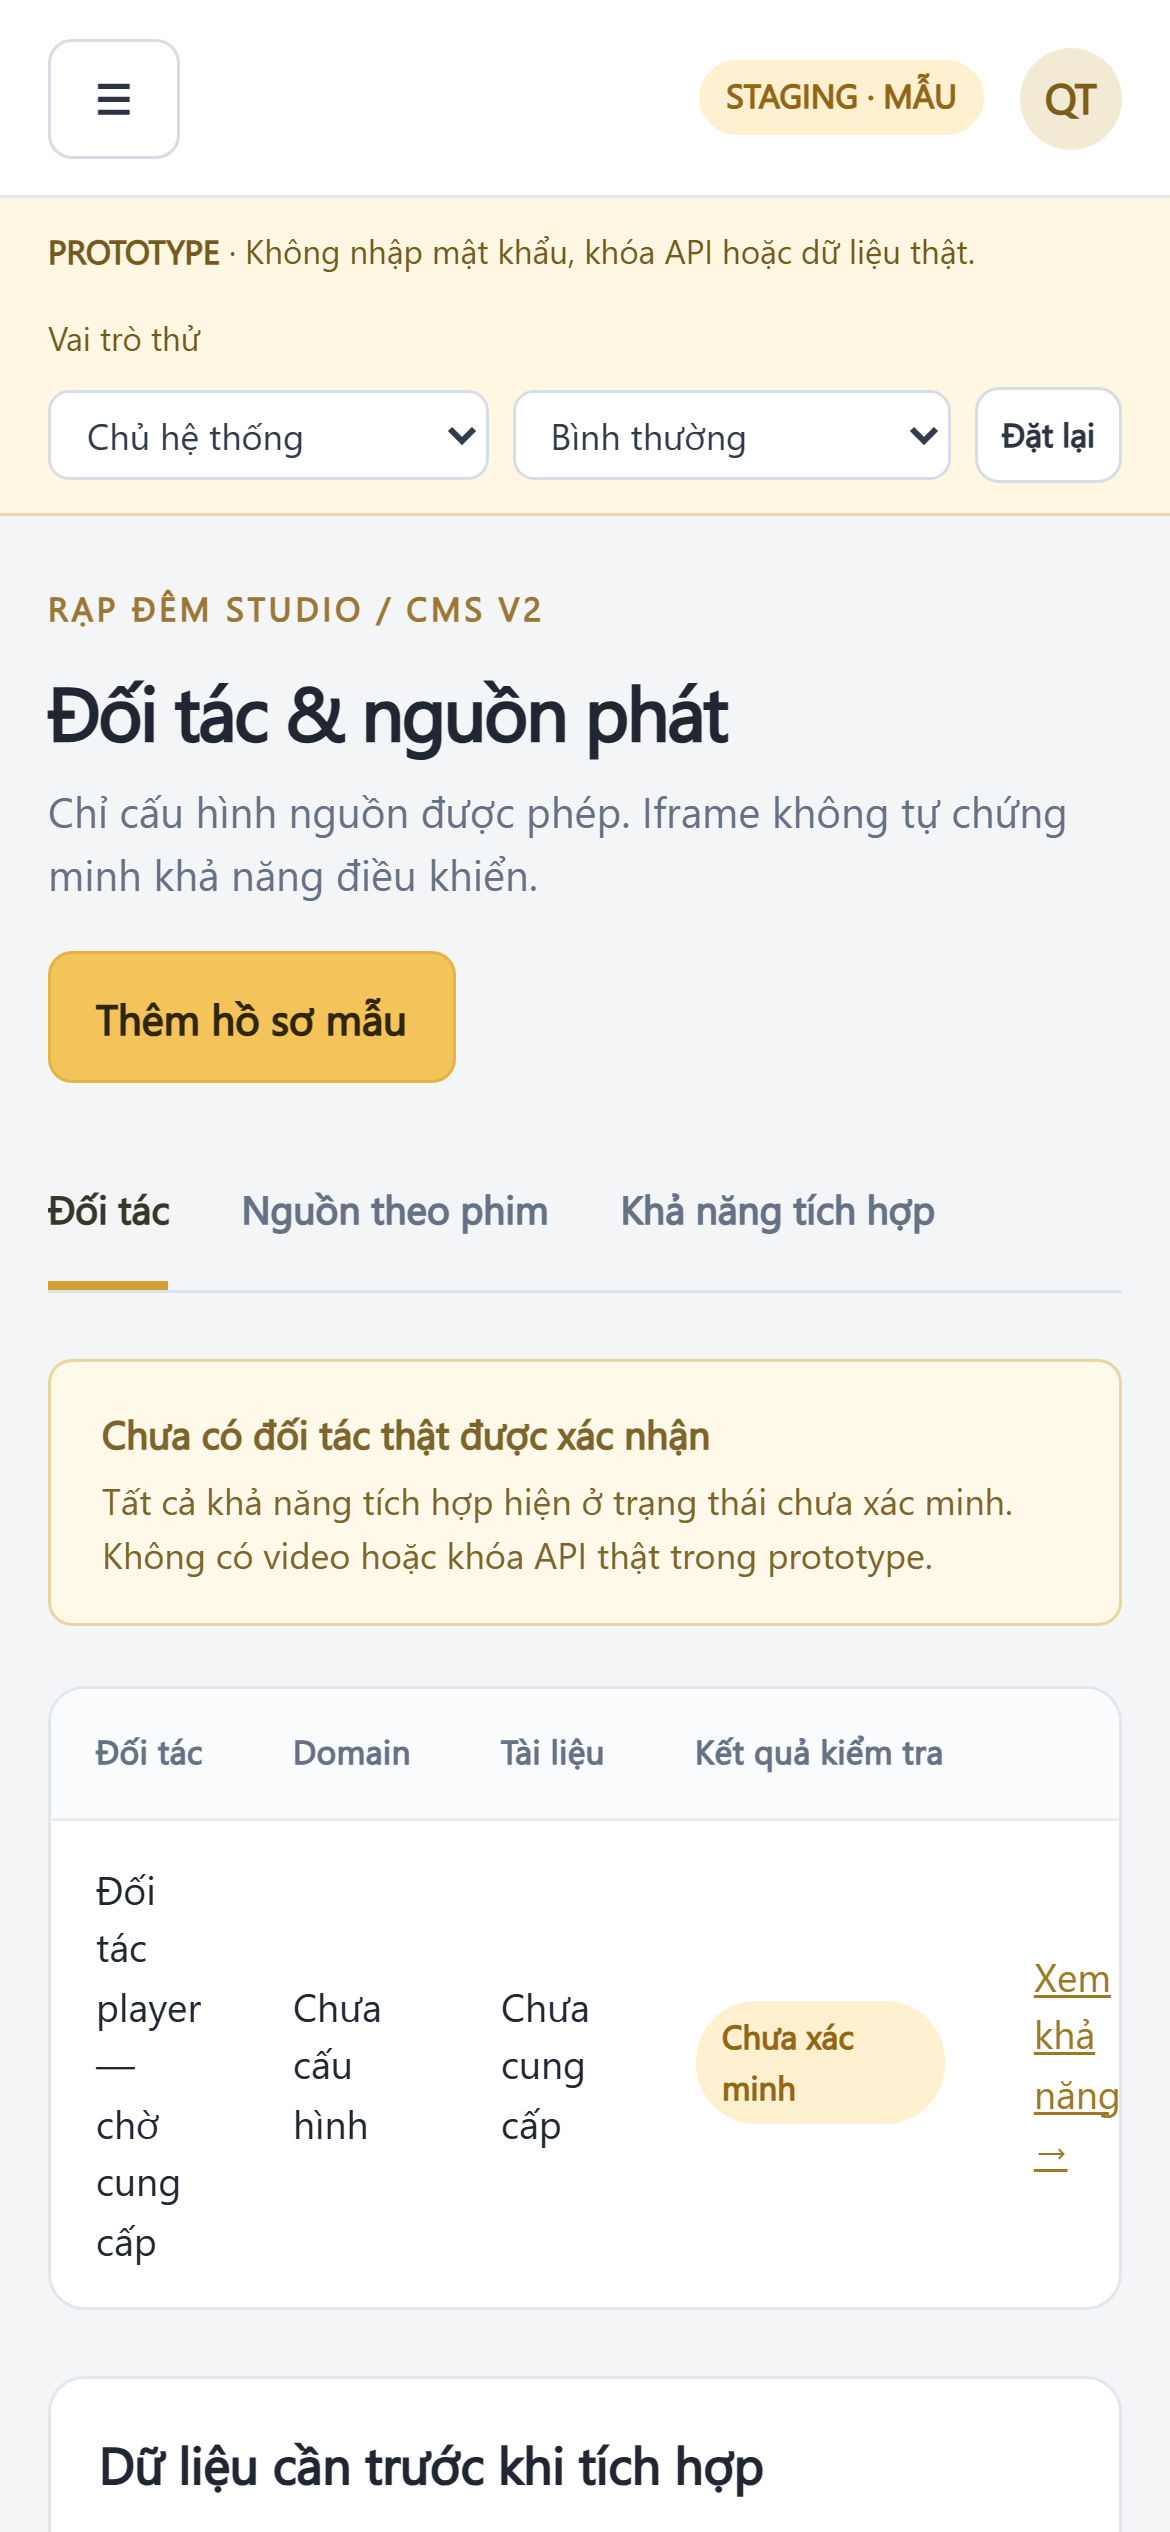 ☰
STAGING · MẪU
QT
PROTOTYPE · Không nhập mật khẩu, khóa API hoặc dữ liệu thật.
Vai trò thử
Chủ hệ thống
Bình thường
Đặt lại
RẠP ĐÊM STUDIO / CMS V2
Đối tác & nguồn phát
Chỉ cấu hình nguồn được phép. Iframe không tự chứng
minh khả năng điều khiển.
Thêm hồ sơ mẫu
Đối tác
Nguồn theo phim
Khả năng tích hợp
Chưa có đối tác thật được xác nhận
Tất cả khả năng tích hợp hiện ở trạng thái chưa xác minh.
Không có video hoặc khóa API thật trong prototype.
Đối tác
Domain
Tài liệu
Kết quả kiểm tra
Đối
tác
player
—
chờ
cung
cấp
Chưa
cấu
hình
Chưa
cung
cấp
Chưa xác
minh
Xem
khả
năng
→
Dữ liệu cần trước khi tích hợp